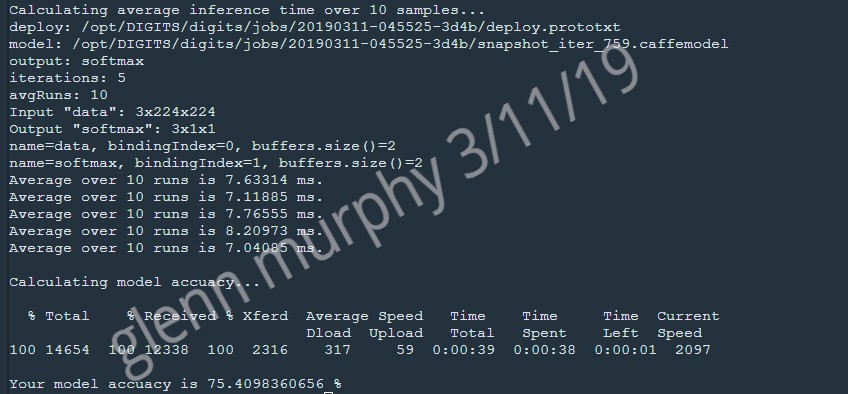 Calculating average inference time over 10 samples...
deploy: /opt/DIGITS/digits/jobs/20190311-045525-3d4b/deploy.prototxt
model: /opt/DIGITS/digits/jobs/20190311-045525-3d4b/snapshot_iter_759.caffemodel
output: softmax
iterations: 5
avgRuns: 10
Input "data": 3x224x224
Output "softmax": 3x1x1
name=data, bindingIndex=0, buffers.size()=2
name=softmax, bindingIndex=1, buffers.size()=2
Average over 10 runs is 7.63314 ms.
Average over 10 runs is 7.11885 ms.
Average over 10 runs is 7.76555 ms.
Average over 10 runs is 8.20973 ms.
Average over 10 runs is 7.04085 ms.
Calculating model accuacy...
% Total % Received % Xferd Average Speed Time Time Time Current
Dload Upload Total Spent Left Speed
100 14654 100 12338 100 2316 317 59 0:00:39 0:00:38 0:00:01 2097
Your model accuacy is 75.4098360656 %
glenn murphy 3/11/19